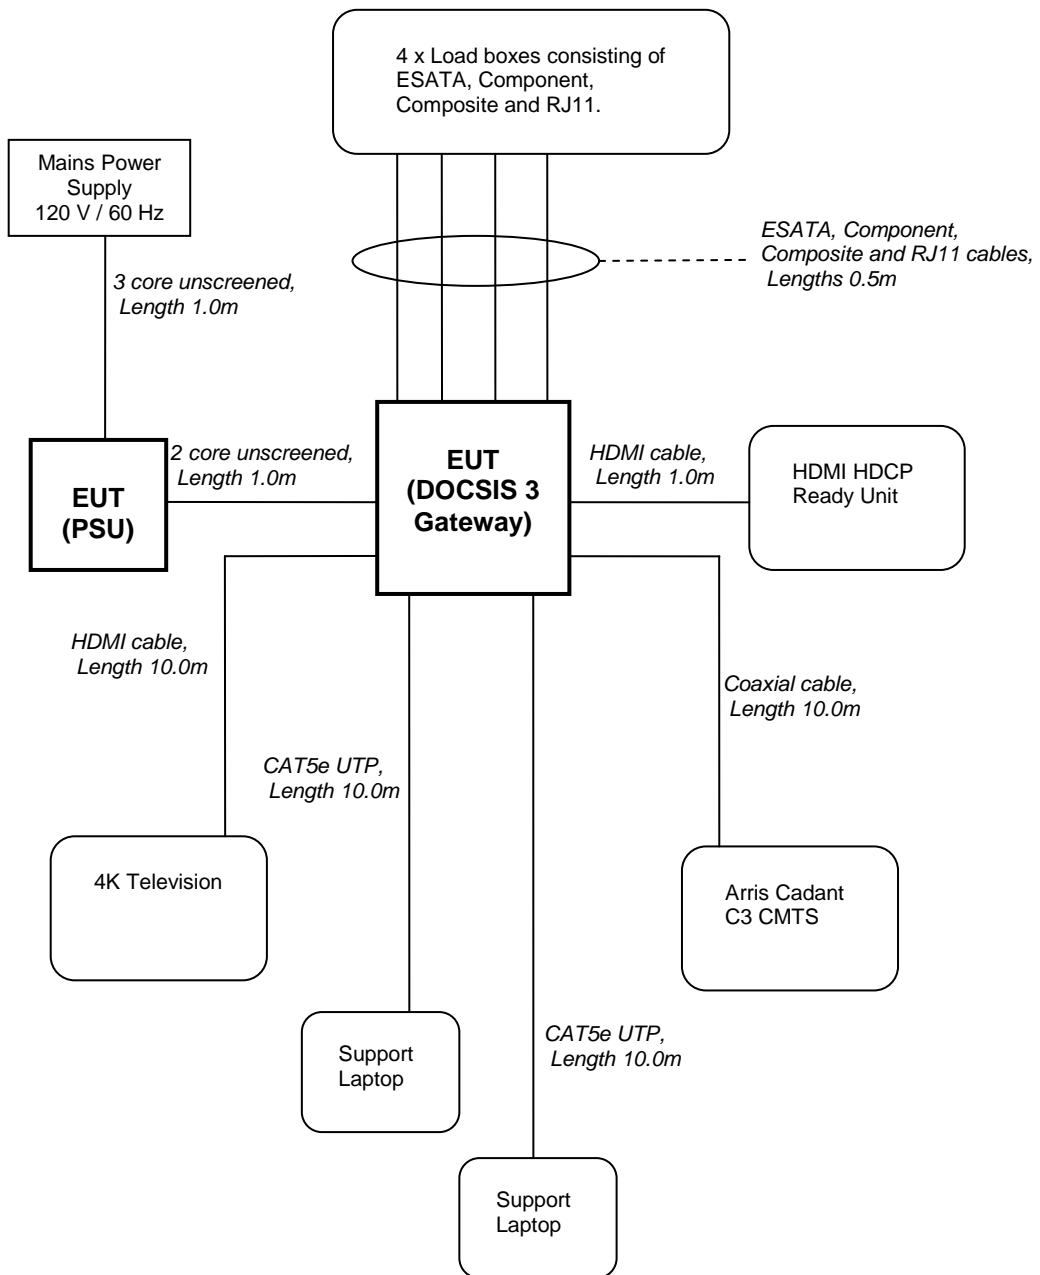 4 x Load boxes consisting of
ESATA, Component,
Composite and RJ11.
Mains Power
Supply
120 V / 60 Hz
ESATA, Component,
Composite and RJ11 cables,
Lengths 0.5m
3 core unscreened,
Length 1.0m
EUT
(PSU)
2 core unscreened,
Length 1.0m
EUT
(DOCSIS 3
Gateway)
HDMI cable,
Length 1.0m
HDMI HDCP
Ready Unit
HDMI cable,
Length 10.0m
Coaxial cable,
Length 10.0m
CAT5e UTP,
Length 10.0m
4K Television
Arris Cadant
C3 CMTS
Support
Laptop
CAT5e UTP,
Length 10.0m
Support
Laptop